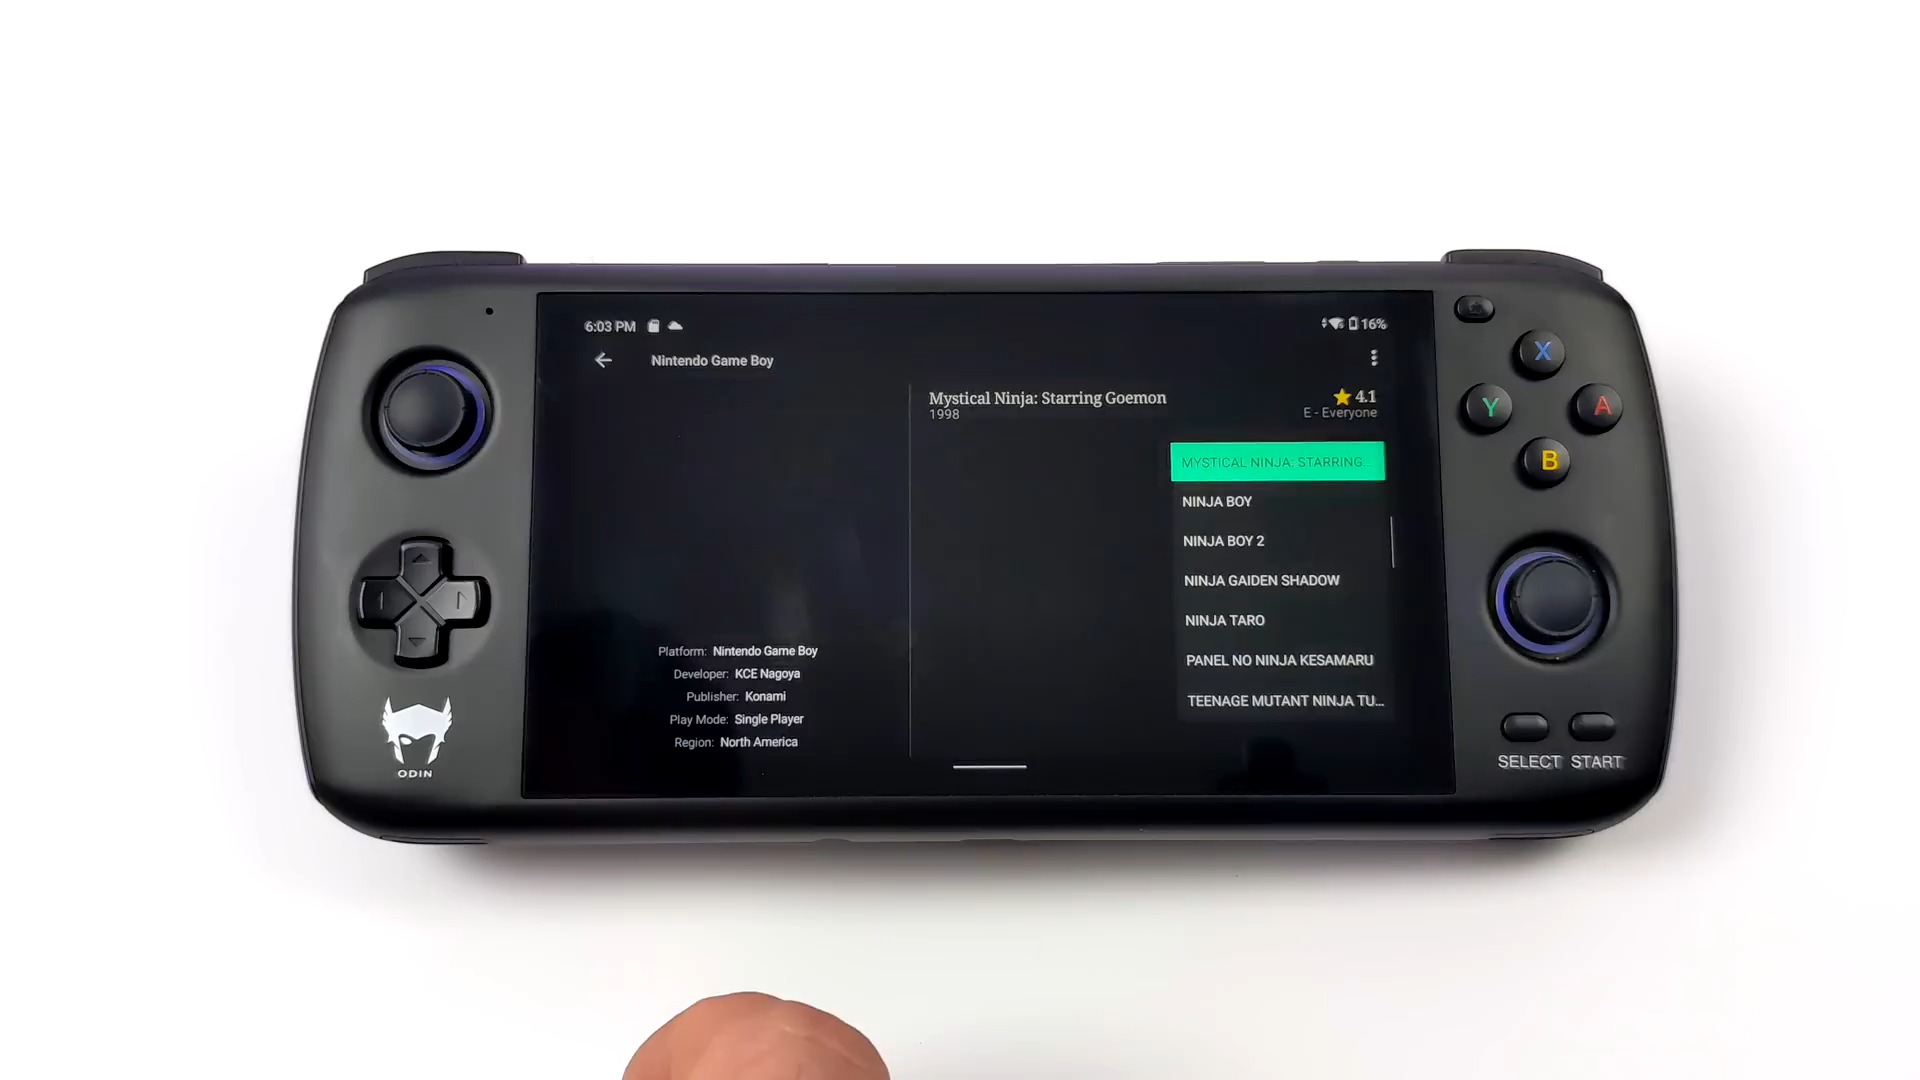 6:03 PM
16%
Nintendo Game Boy
Mystical Ninja: Starring Goemon
1998
4.1
E - Everyone
MYSTICAL NINJA: STARRING...
NINJA BOY
NINJA BOY 2
NINJA GAIDEN SHADOW
NINJA TARO
PANEL NO NINJA KESAMARU
TEENAGE MUTANT NINJA TU...
Platform: Nintendo Game Boy
Developer: KCE Nagoya
Publisher: Konami
Play Mode: Single Player
Region: North America
X
Y
A
B
SELECT START
ODIN